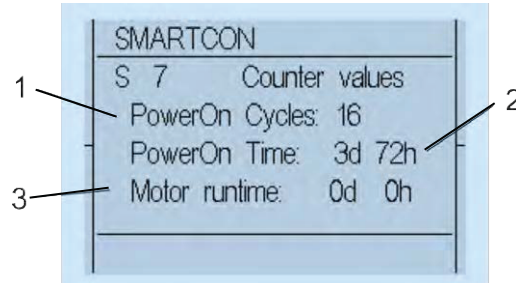 SMARTCON
S 7 Counter values
1
PowerOn Cycles: 16
2
PowerOn Time: 3d 72h
3
Motor runtime: 0d 0h